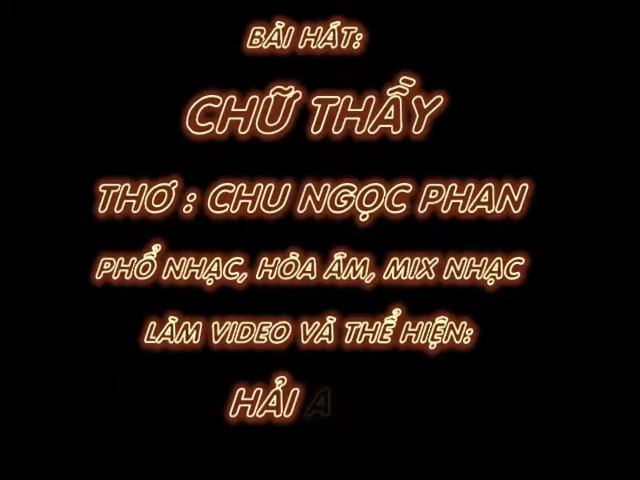 BÀI HÁT:
CHỮ THẦY
THƠ : CHU NGỌC PHAN
PHỔ NHẠC, HÒA ÂM, MIX NHẠC
LÀM VIDEO VÀ THỂ HIỆN:
HẢI A